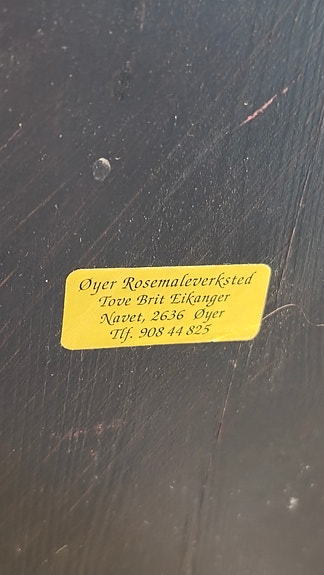 Øyer Rosemaleverksted
Tove Brit Eikanger
Navet, 2636 Øyer
Tlf. 908 44 825